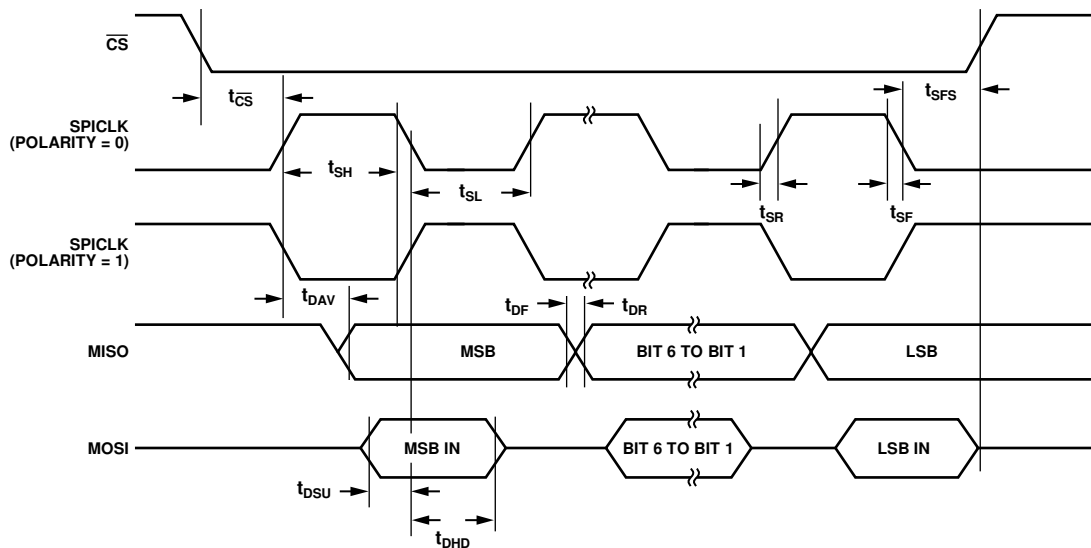 CS
tCS
tSFS
SPICLK
(POLARITY = 0)
tSH
tSL
tSR
tSF
SPICLK
(POLARITY = 1)
tDAV
tDF
tDR
MISO
MSB
BIT 6 TO BIT 1
LSB
MOSI
MSB IN
BIT 6 TO BIT 1
LSB IN
tDSU
tDHD